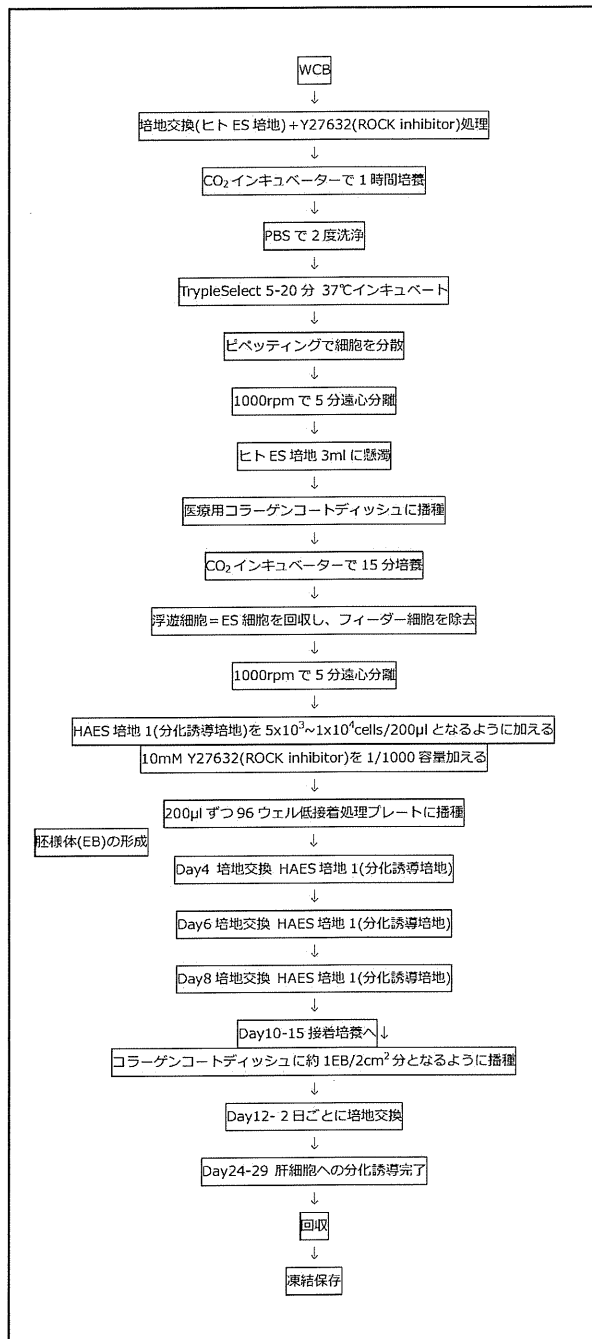 WCB
↓
培地交換(ヒト ES 培地)+Y27632(ROCK inhibitor)処理
↓
CO₂インキュベーターで 1 時間培養
↓
PBS で 2 度洗浄
↓
TrypleSelect 5-20 分 37℃インキュベート
↓
ピペッティングで細胞を分散
↓
1000rpm で 5 分遠心分離
↓
ヒト ES 培地 3ml に懸濁
↓
医療用コラーゲンコートディッシュに播種
↓
CO₂インキュベーターで 15 分培養
↓
浮遊細胞=ES 細胞を回収し、フィーダー細胞を除去
↓
1000rpm で 5 分遠心分離
↓
HAES 培地 1(分化誘導培地)を 5x10³~1x10⁴cells/200μl となるように加える
10mM Y27632(ROCK inhibitor)を 1/1000 容量加える
↓
200μl ずつ 96 ウェル低接着処理プレートに播種
胚様体(EB)の形成
↓
Day4 培地交換 HAES 培地 1(分化誘導培地)
↓
Day6 培地交換 HAES 培地 1(分化誘導培地)
↓
Day8 培地交換 HAES 培地 1(分化誘導培地)
↓
Day10-15 接着培養へ↓
コラーゲンコートディッシュに約 1EB/2cm²分となるように播種
↓
Day12- 2 日ごとに培地交換
↓
Day24-29 肝細胞への分化誘導完了
↓
回収
↓
凍結保存